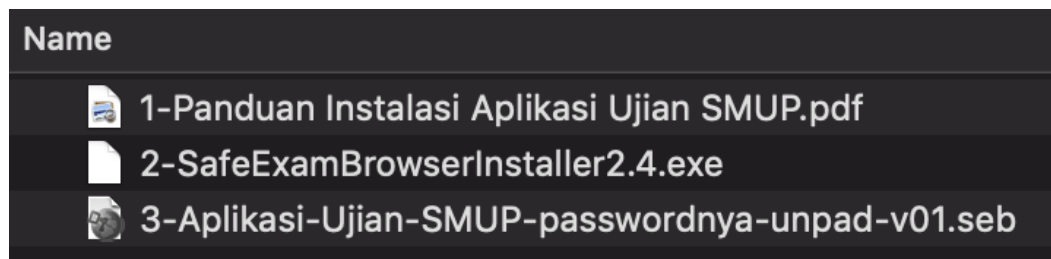 Name
1-Panduan Instalasi Aplikasi Ujian SMUP.pdf
2-SafeExamBrowserInstaller2.4.exe
3-Aplikasi-Ujian-SMUP-passwordnya-unpad-v01.seb